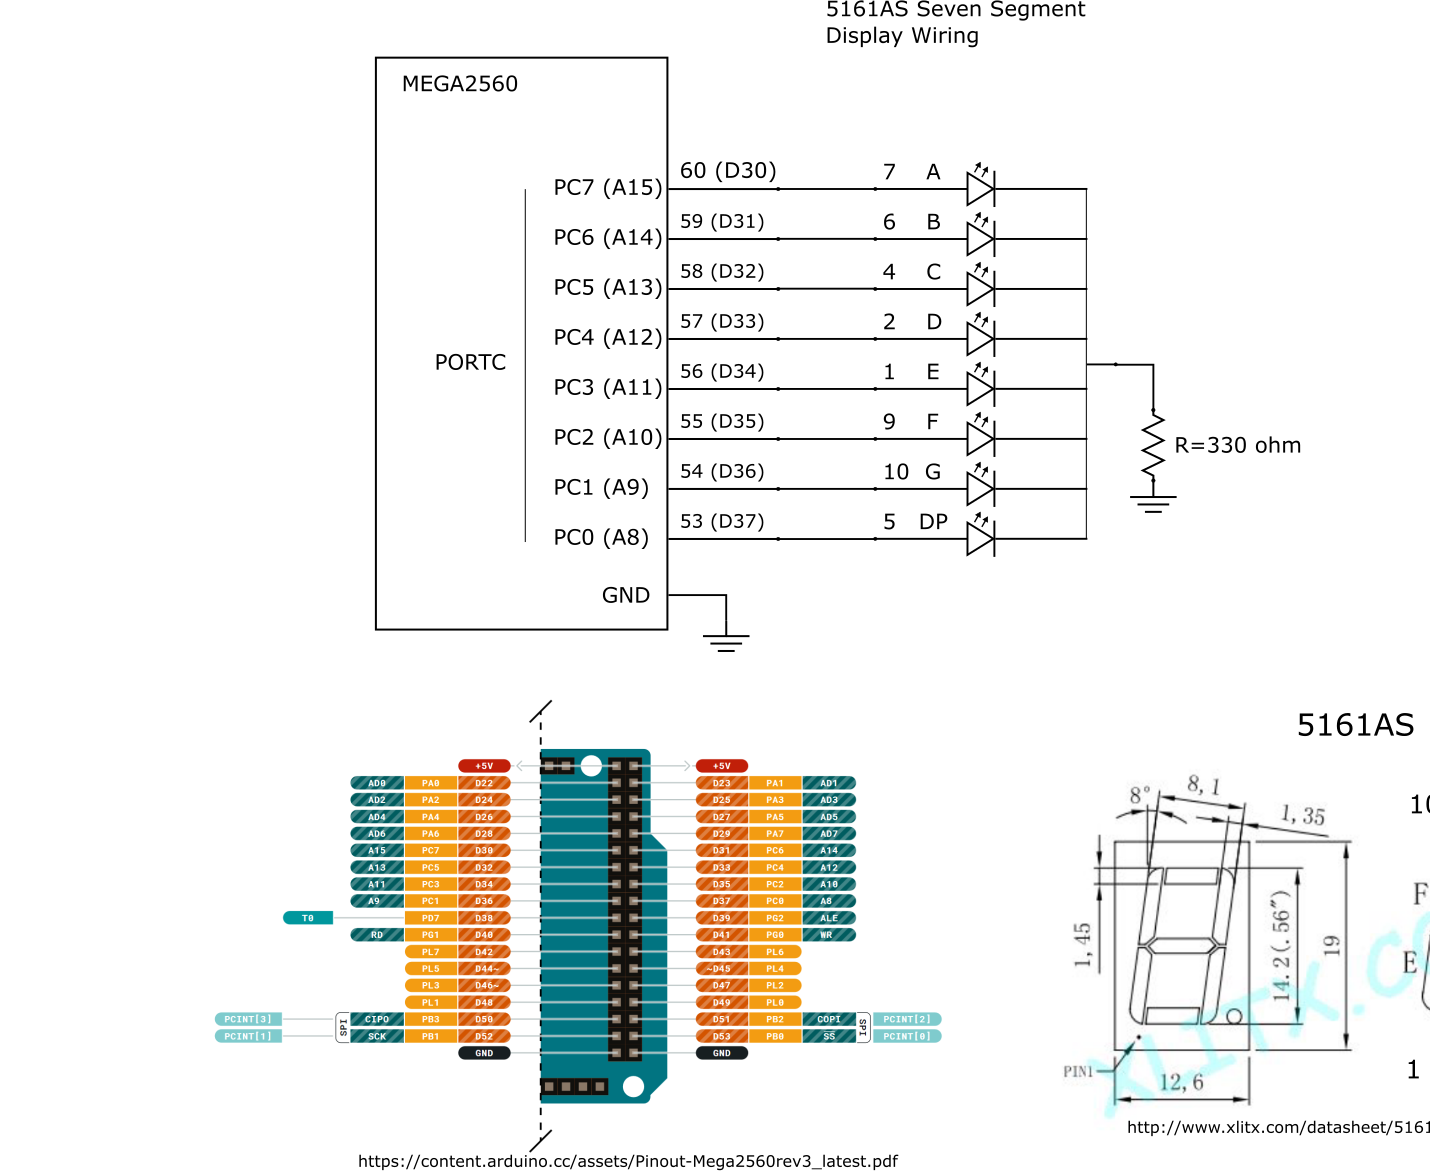 5161AS Seven Segment
Display Wiring
MEGA2560
PC7 (A15) 60 (D30) 7 A
PC6 (A14) 59 (D31) 6 B
PC5 (A13) 58 (D32) 4 C
PC4 (A12) 57 (D33) 2 D
PORTC
PC3 (A11) 56 (D34) 1 E
PC2 (A10) 55 (D35) 9 F
R=330 ohm
PC1 (A9) 54 (D36) 10 G
PC0 (A8) 53 (D37) 5 DP
GND
+5V +5V
AD0 PA0 D22 D23 PA1 AD1
AD2 PA2 D24 D25 PA3 AD3
AD4 PA4 D26 D27 PA5 AD5
AD6 PA6 D28 D29 PA7 AD7
A15 PC7 D30 D31 PC6 A14
A13 PC5 D32 D33 PC4 A12
A11 PC3 D34 D35 PC2 A10
A9 PC1 D36 D37 PC0 A8
T0 PD7 D38 D39 PG2 ALE
RD PG1 D40 D41 PG0 WR
PL7 D42 D43 PL6
PL5 D44~ ~D45 PL4
PL3 D46~ D47 PL2
PL1 D48 D49 PL0
PCINT[3] SPI CIPO PB3 D50 D51 PB2 COPI SPI PCINT[2]
PCINT[1] SCK PB1 D52 D53 PB0 SS PCINT[0]
GND GND
https://content.arduino.cc/assets/Pinout-Mega2560rev3_latest.pdf
5161AS
8°
8,1
1,35
10
1,45
14.2(.56")
19
F
E
PIN1
12,6
1
XLITX.co
http://www.xlitx.com/datasheet/5161